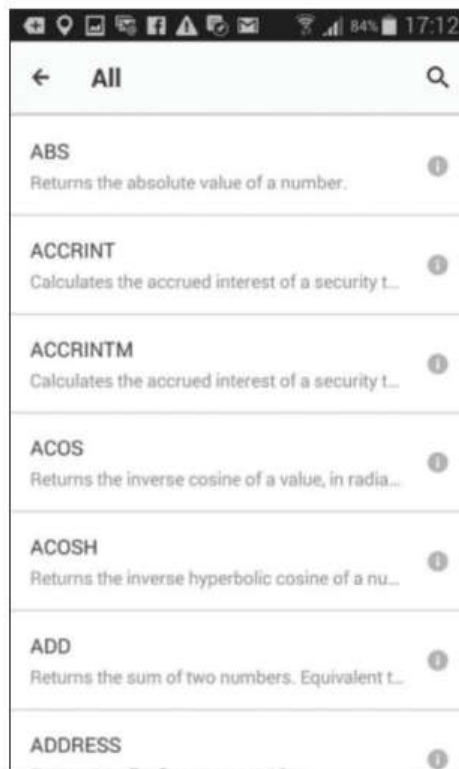 84% 17:12
All
ABS
Returns the absolute value of a number.
ACCRINT
Calculates the accrued interest of a security t...
ACCRINTM
Calculates the accrued interest of a security t...
ACOS
Returns the inverse cosine of a value, in radia...
ACOSH
Returns the inverse hyperbolic cosine of a nu...
ADD
Returns the sum of two numbers. Equivalent t...
ADDRESS